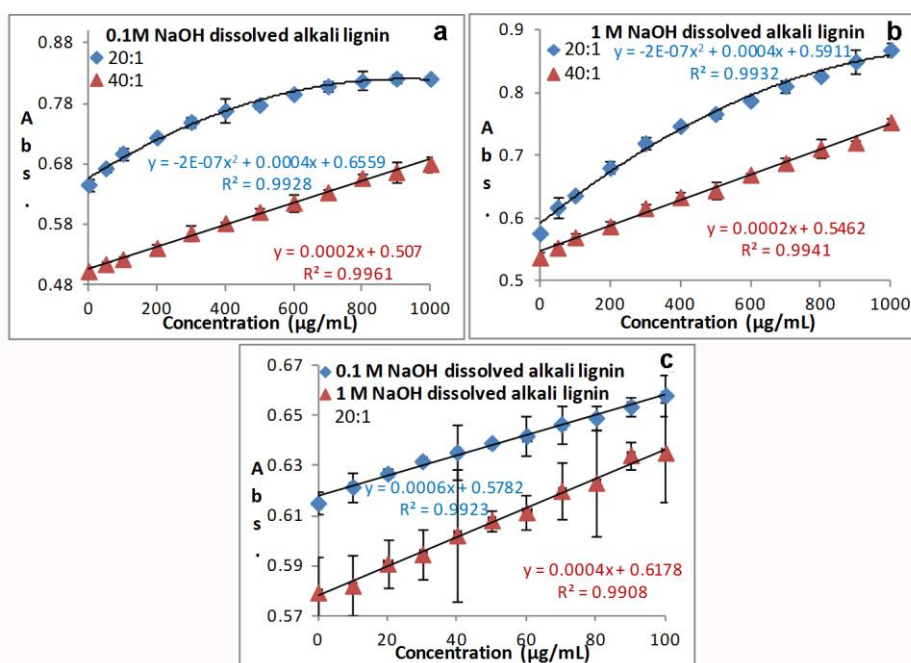 0.1M NaOH dissolved alkali lignin
a
20:1
40:1
0.88
0.78
0.68
0.58
0.48
A
b
s
.
y = -2E-07x² + 0.0004x + 0.6559
R² = 0.9928
y = 0.0002x + 0.507
R² = 0.9961
0 200 400 600 800 1000
Concentration (µg/mL)
1 M NaOH dissolved alkali lignin
b
20:1
40:1
0.9
0.8
0.7
0.6
0.5
A
b
s
.
y = -2E-07x² + 0.0004x + 0.5911
R² = 0.9932
y = 0.0002x + 0.5462
R² = 0.9941
0 200 400 600 800 1000
Concentration (µg/mL)
c
0.1 M NaOH dissolved alkali lignin
1 M NaOH dissolved alkali lignin
20:1
0.67
0.65
0.63
0.61
0.59
0.57
A
b
s
.
y = 0.0006x + 0.5782
R² = 0.9923
y = 0.0004x + 0.6178
R² = 0.9908
0 20 40 60 80 100
Concentration (µg/mL)